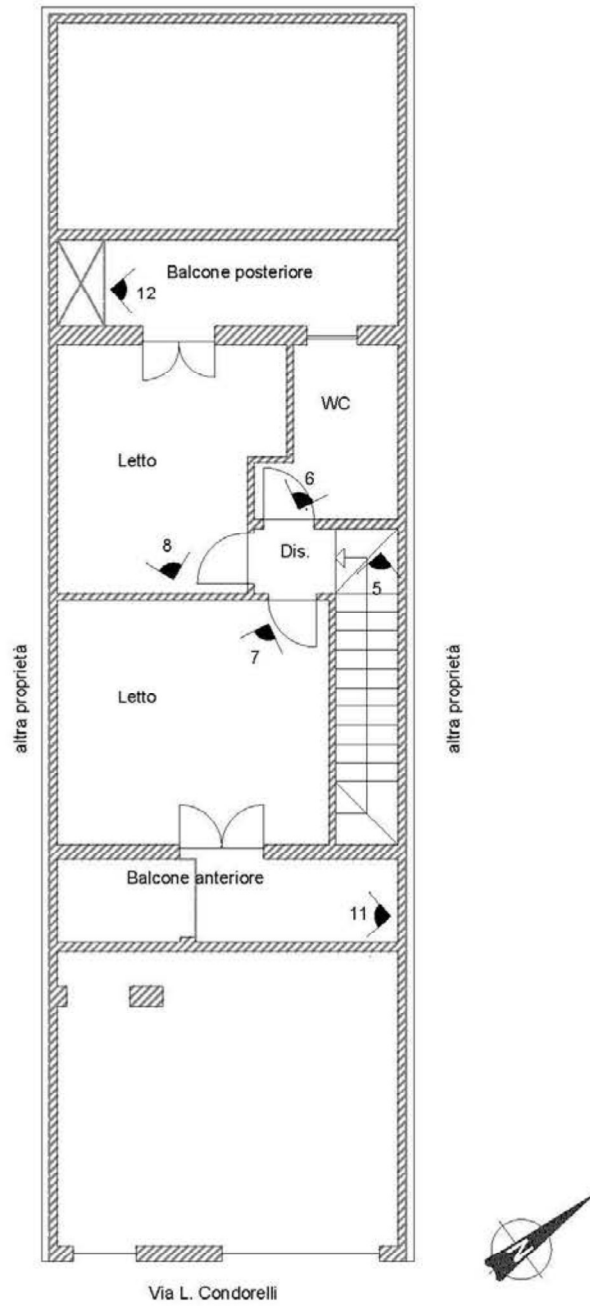 Balcone posteriore
12
WC
Letto
6
8
Dis.
5
7
altra proprietà
Letto
altra proprietà
Balcone anteriore
11
N
Via L. Condorelli